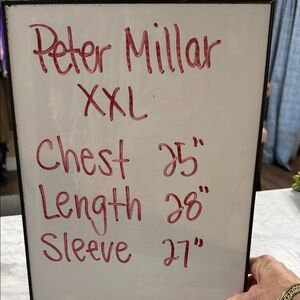 Peter Millar
XXL
Chest 25"
Length 28"
Sleeve 27"